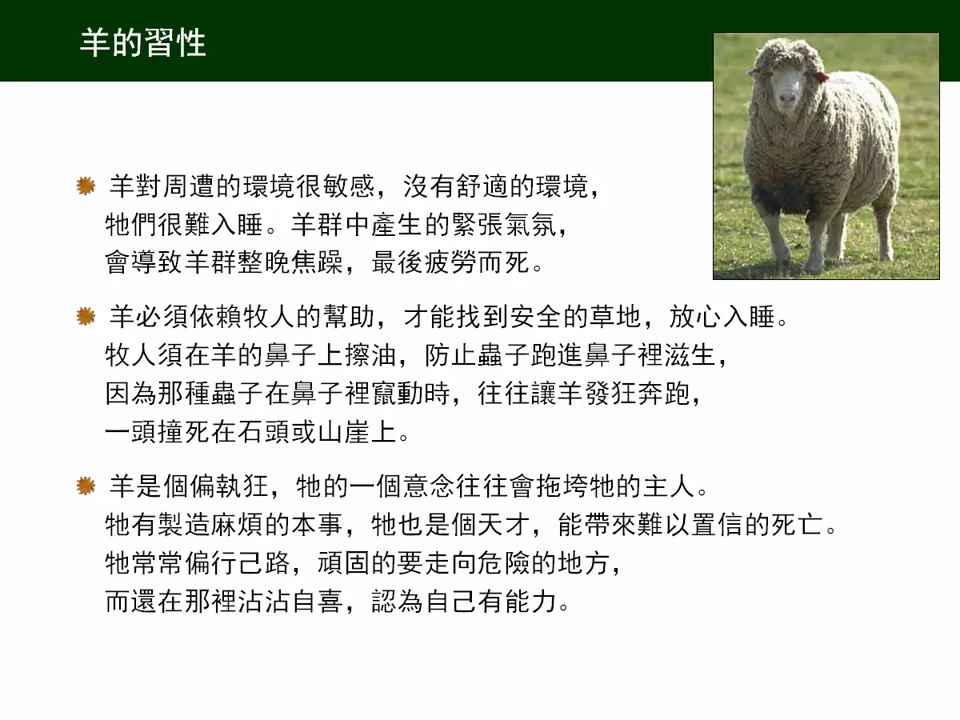 羊的習性
羊對周遭的環境很敏感，沒有舒適的環境，
牠們很難入睡。羊群中產生的緊張氣氛，
會導致羊群整晚焦躁，最後疲勞而死。
羊必須依賴牧人的幫助，才能找到安全的草地，放心入睡。
牧人須在羊的鼻子上擦油，防止蟲子跑進鼻子裡滋生，
因為那種蟲子在鼻子裡竄動時，往往讓羊發狂奔跑，
一頭撞死在石頭或山崖上。
羊是個偏執狂，牠的一個意念往往會拖垮牠的主人。
牠有製造麻煩的本事，牠也是個天才，能帶來難以置信的死亡。
牠常常偏行己路，頑固的要走向危險的地方，
而還在那裡沾沾自喜，認為自己有能力。